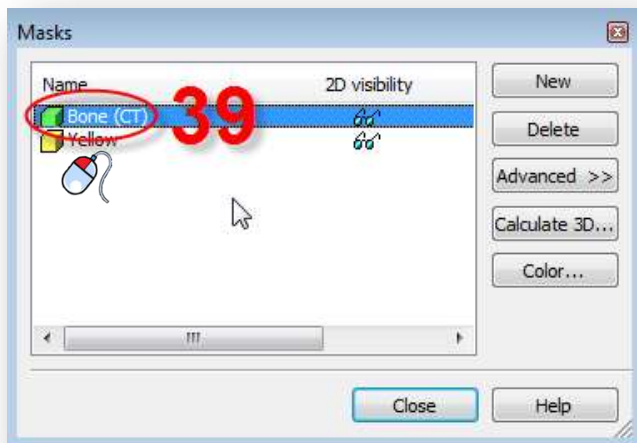 Masks
Name 2D visibility
Bone (CT) 39
Yellow
New
Delete
Advanced >>
Calculate 3D...
Color...
Close Help